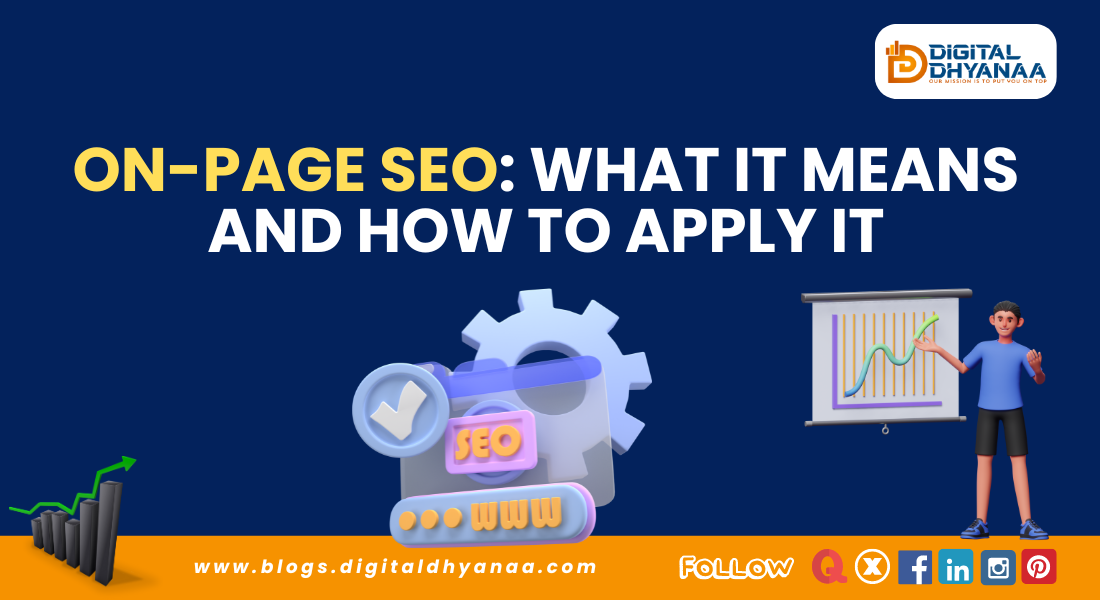 DIGITAL
DHYANAA
OUR MISSION IS TO PUT YOU ON TOP
ON-PAGE SEO: WHAT IT MEANS
AND HOW TO APPLY IT
SEO
WWW
www.blogs.digitaldhyanaa.com
FOLLOW